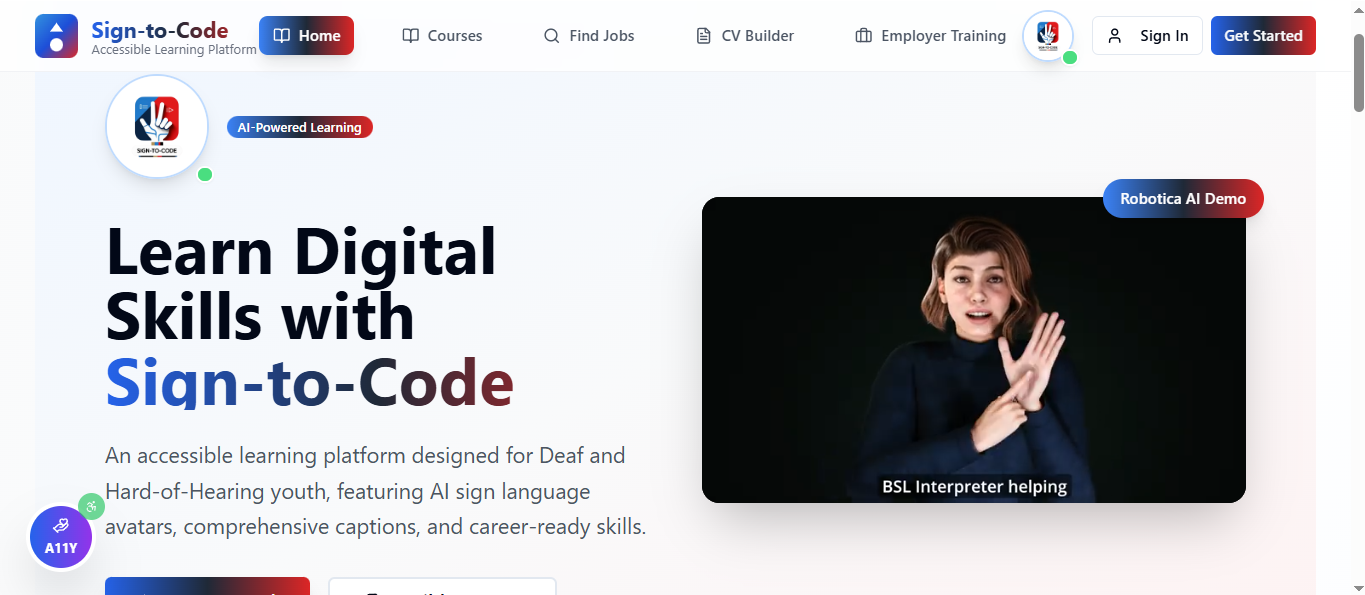 Sign-to-Code
Accessible Learning Platform
Home
Courses
Find Jobs
CV Builder
Employer Training
Sign In
Get Started
SIGN-TO-CODE
AI-Powered Learning
Robotica AI Demo
Learn Digital
Skills with
Sign-to-Code
BSL Interpreter helping
An accessible learning platform designed for Deaf and
Hard-of-Hearing youth, featuring AI sign language
avatars, comprehensive captions, and career-ready skills.
A11Y